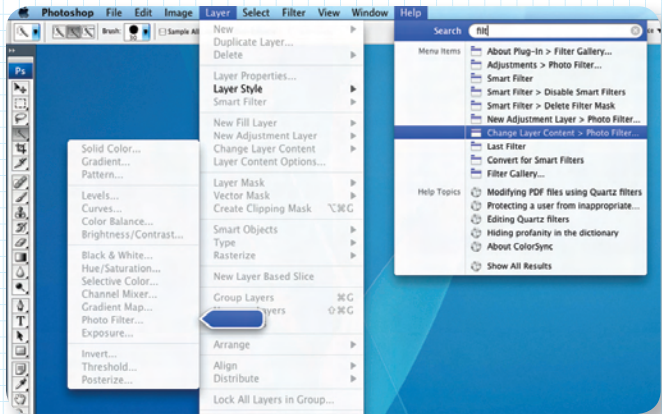 Photoshop File Edit Image Layer Select Filter View Window Help
Brush: 30 Sample All
Ps
New
Duplicate Layer...
Delete
Layer Properties...
Layer Style
Smart Filter
New Fill Layer
New Adjustment Layer
Change Layer Content
Layer Content Options...
Layer Mask
Vector Mask
Create Clipping Mask ⌥⌘G
Smart Objects
Type
Rasterize
New Layer Based Slice
Group Layers ⌘G
ayers ⇧⌘G
Arrange
Align
Distribute
Lock All Layers in Group...
Solid Color...
Gradient...
Pattern...
Levels...
Curves...
Color Balance...
Brightness/Contrast...
Black & White...
Hue/Saturation...
Selective Color...
Channel Mixer...
Gradient Map...
Photo Filter...
Exposure...
Invert...
Threshold...
Posterize...
Search filt
Menu Items
About Plug-In > Filter Gallery...
Adjustments > Photo Filter...
Smart Filter
Smart Filter > Disable Smart Filters
Smart Filter > Delete Filter Mask
New Adjustment Layer > Photo Filter...
Change Layer Content > Photo Filter...
Last Filter
Convert for Smart Filters
Filter Gallery...
Help Topics
Modifying PDF files using Quartz filters
Protecting a user from inappropriate...
Editing Quartz filters
Hiding profanity in the dictionary
About ColorSync
Show All Results